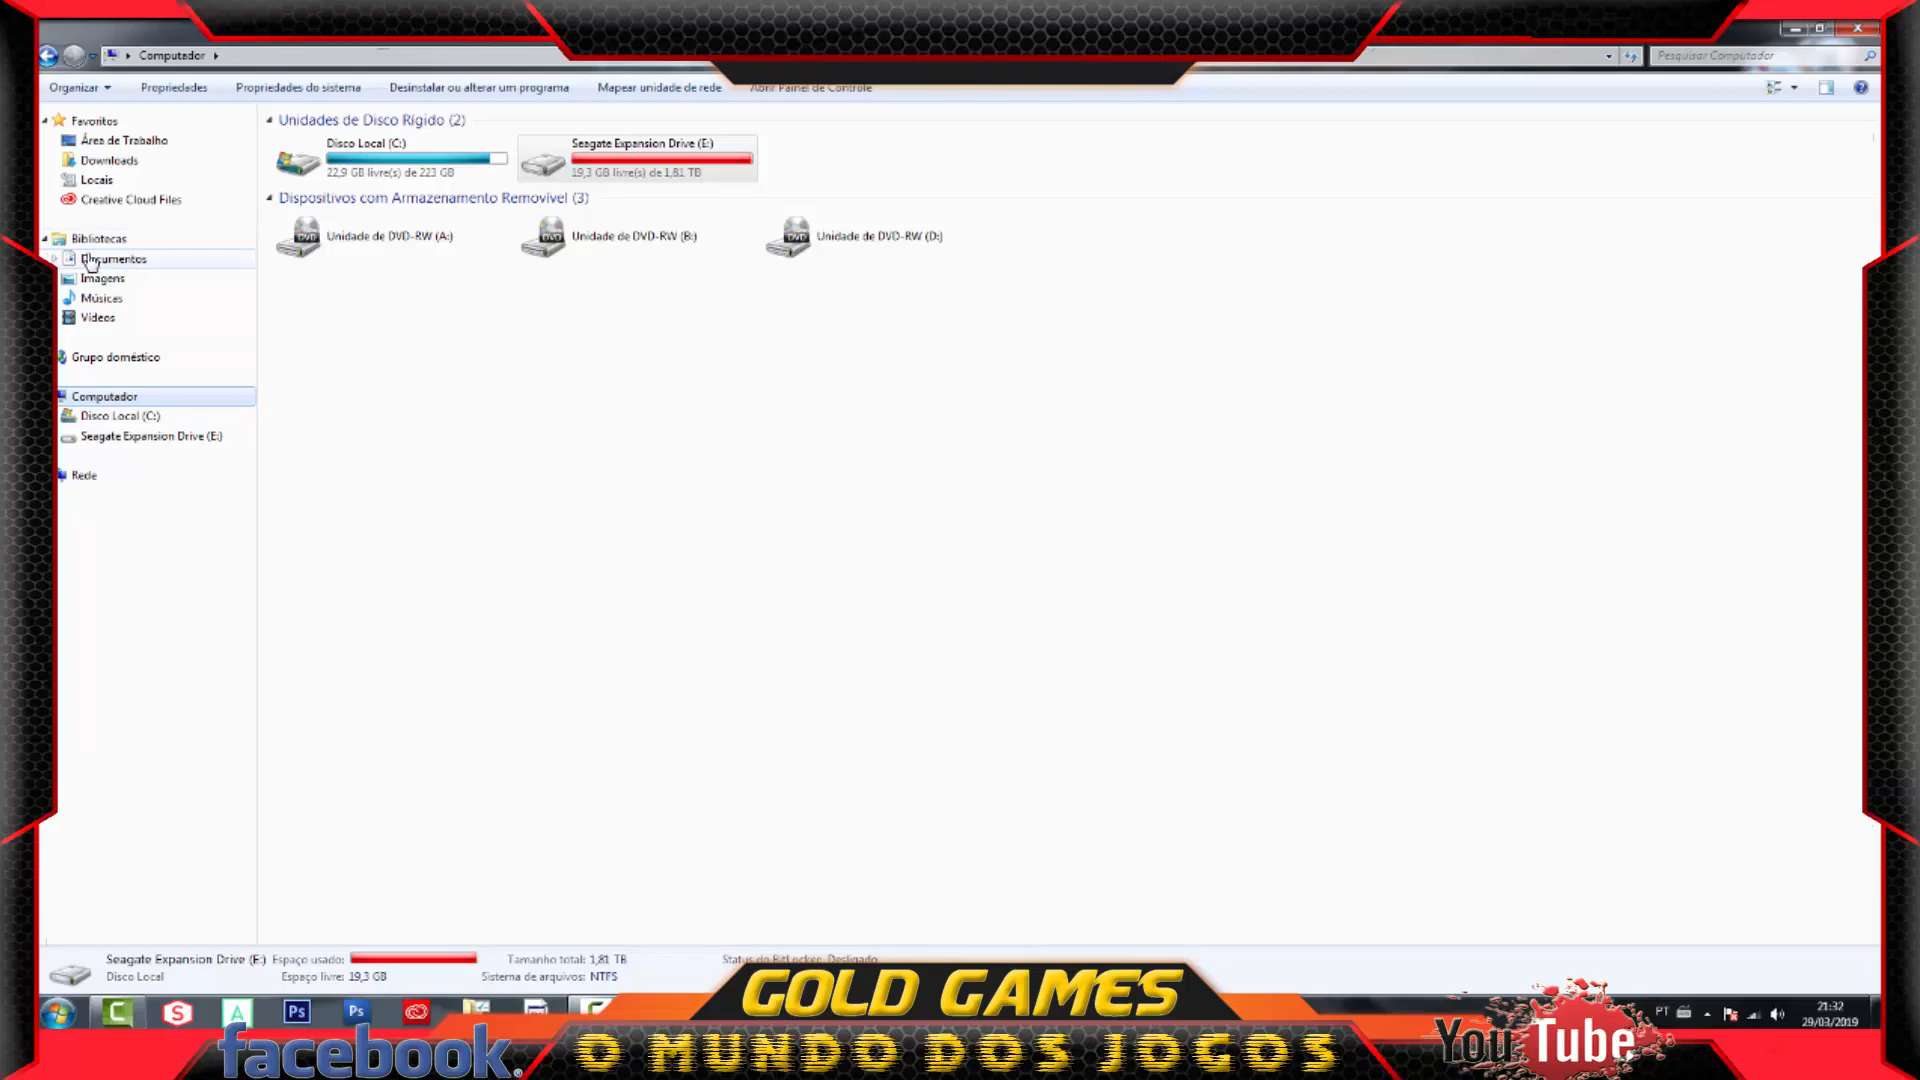 Computador
Pesquisar Computador
Organizar
Propriedades
Propriedades do sistema
Desinstalar ou alterar um programa
Mapear unidade de rede
Abrir Painel de Controle
Favoritos
Área de Trabalho
Downloads
Locais
Creative Cloud Files
Bibliotecas
Documentos
Imagens
Músicas
Vídeos
Grupo doméstico
Computador
Disco Local (C:)
Seagate Expansion Drive (E:)
Rede
Unidades de Disco Rígido (2)
Disco Local (C:)
22,9 GB livre(s) de 223 GB
Seagate Expansion Drive (E:)
19,3 GB livre(s) de 1,81 TB
Dispositivos com Armazenamento Removível (3)
DVD
Unidade de DVD-RW (A:)
DVD
Unidade de DVD-RW (B:)
DVD
Unidade de DVD-RW (D:)
Seagate Expansion Drive (E:) Espaço usado:
Tamanho total: 1,81 TB
Status do BitLocker: Desligado
Disco Local
Espaço livre: 19,3 GB
Sistema de arquivos: NTFS
GOLD GAMES
Ps
Ps
PT
21:32
29/03/2019
facebook.
O MUNDO DOS JOGOS
YouTube